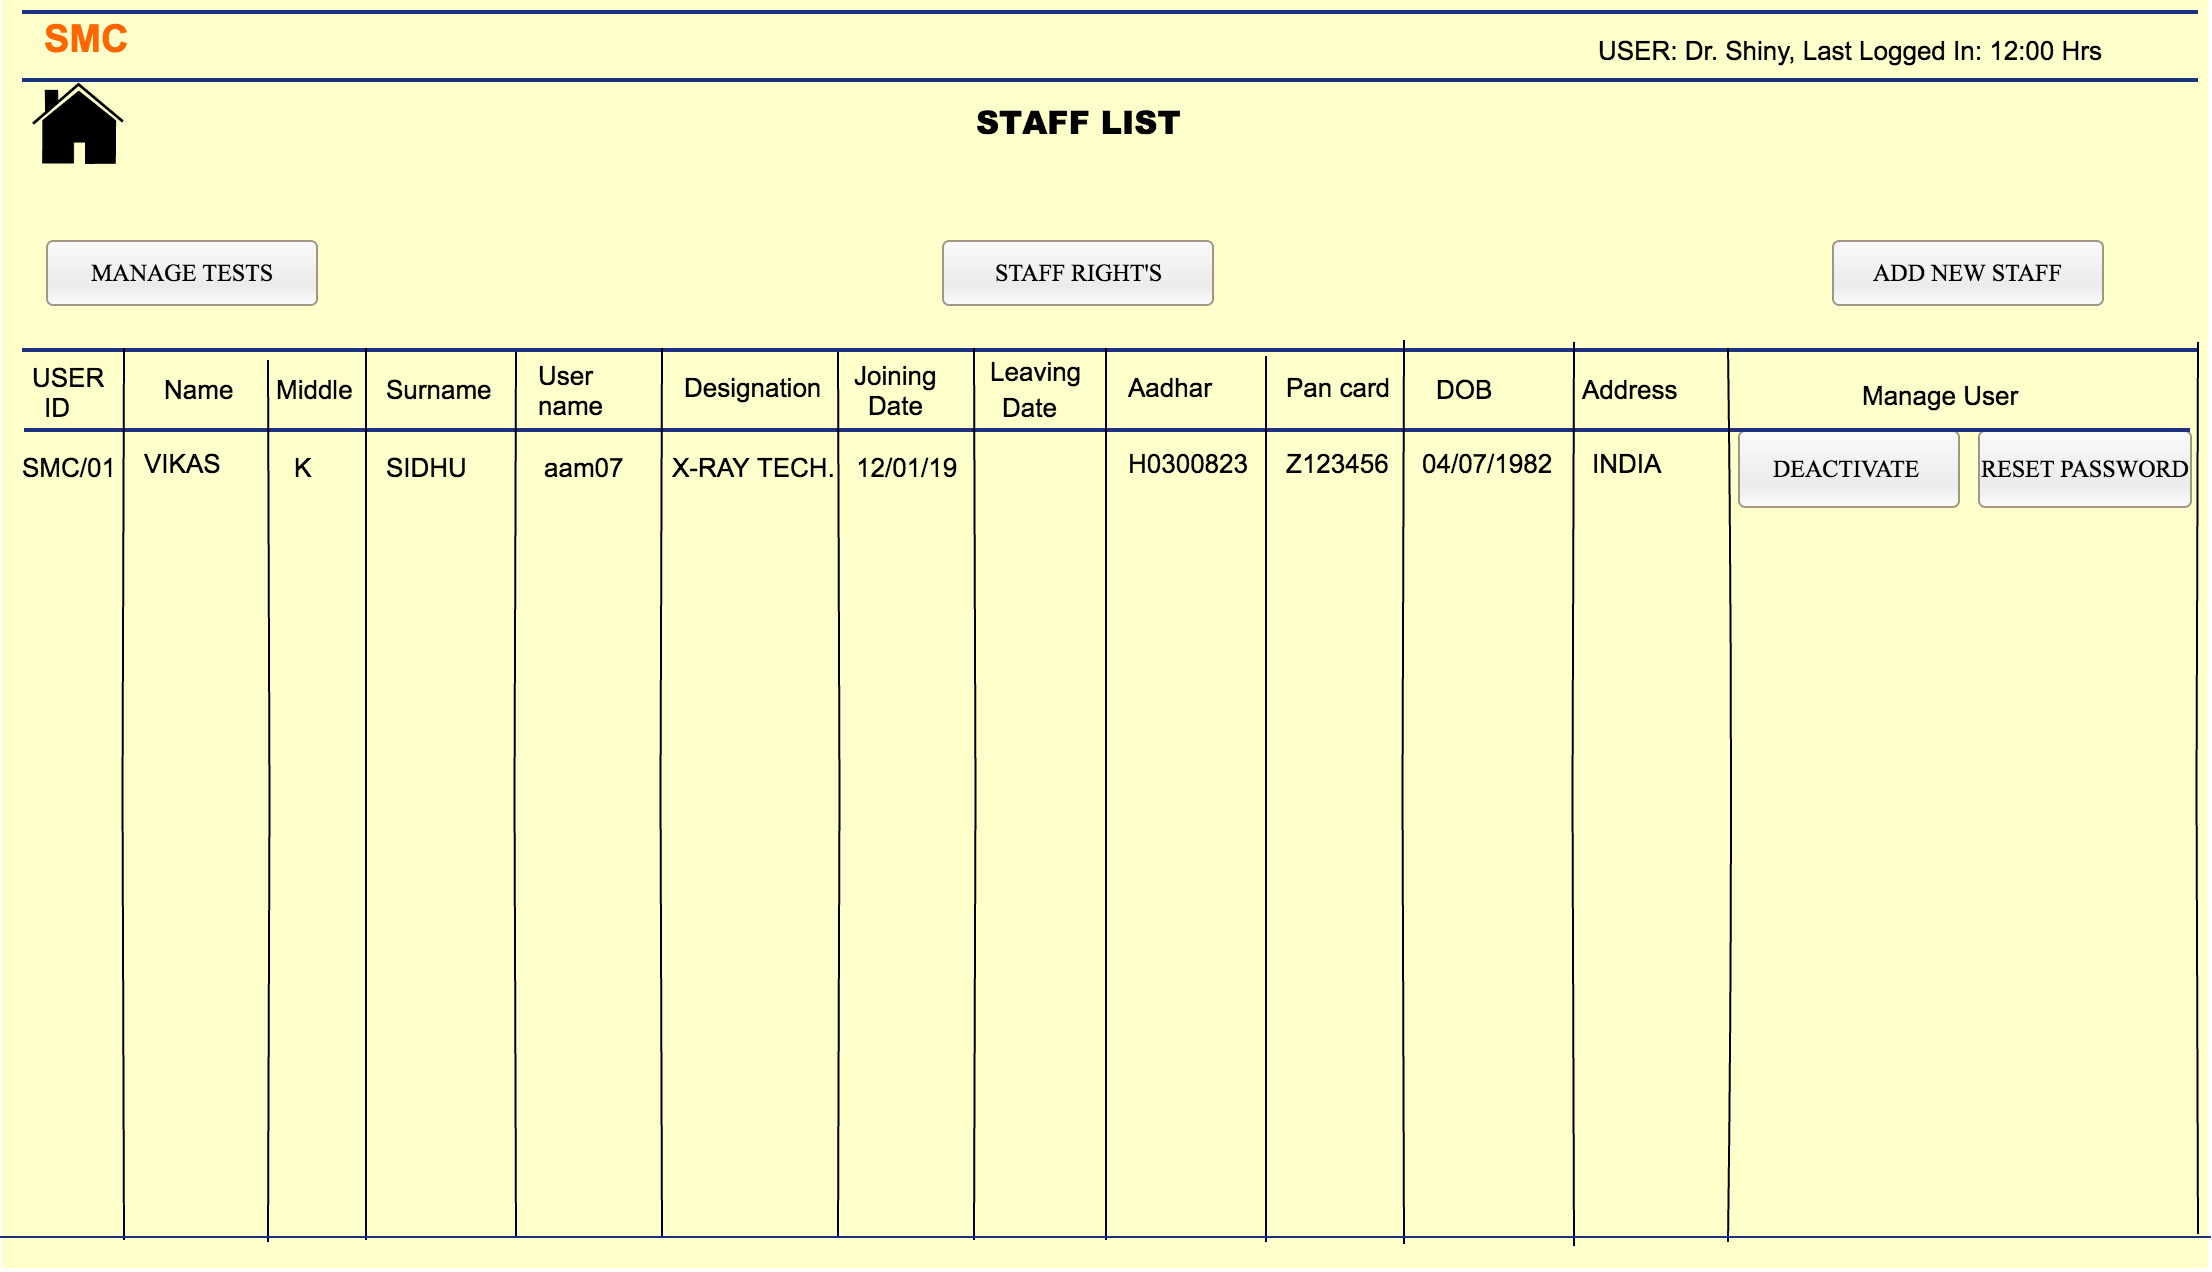 SMC
USER: Dr. Shiny, Last Logged In: 12:00 Hrs
STAFF LIST
MANAGE TESTS
STAFF RIGHT'S
ADD NEW STAFF
USER
ID
Name
Middle
Surname
User
name
Designation
Joining
Date
Leaving
Date
Aadhar
Pan card
DOB
Address
Manage User
SMC/01
VIKAS
K
SIDHU
aam07
X-RAY TECH.
12/01/19
H0300823
Z123456
04/07/1982
INDIA
DEACTIVATE
RESET PASSWORD